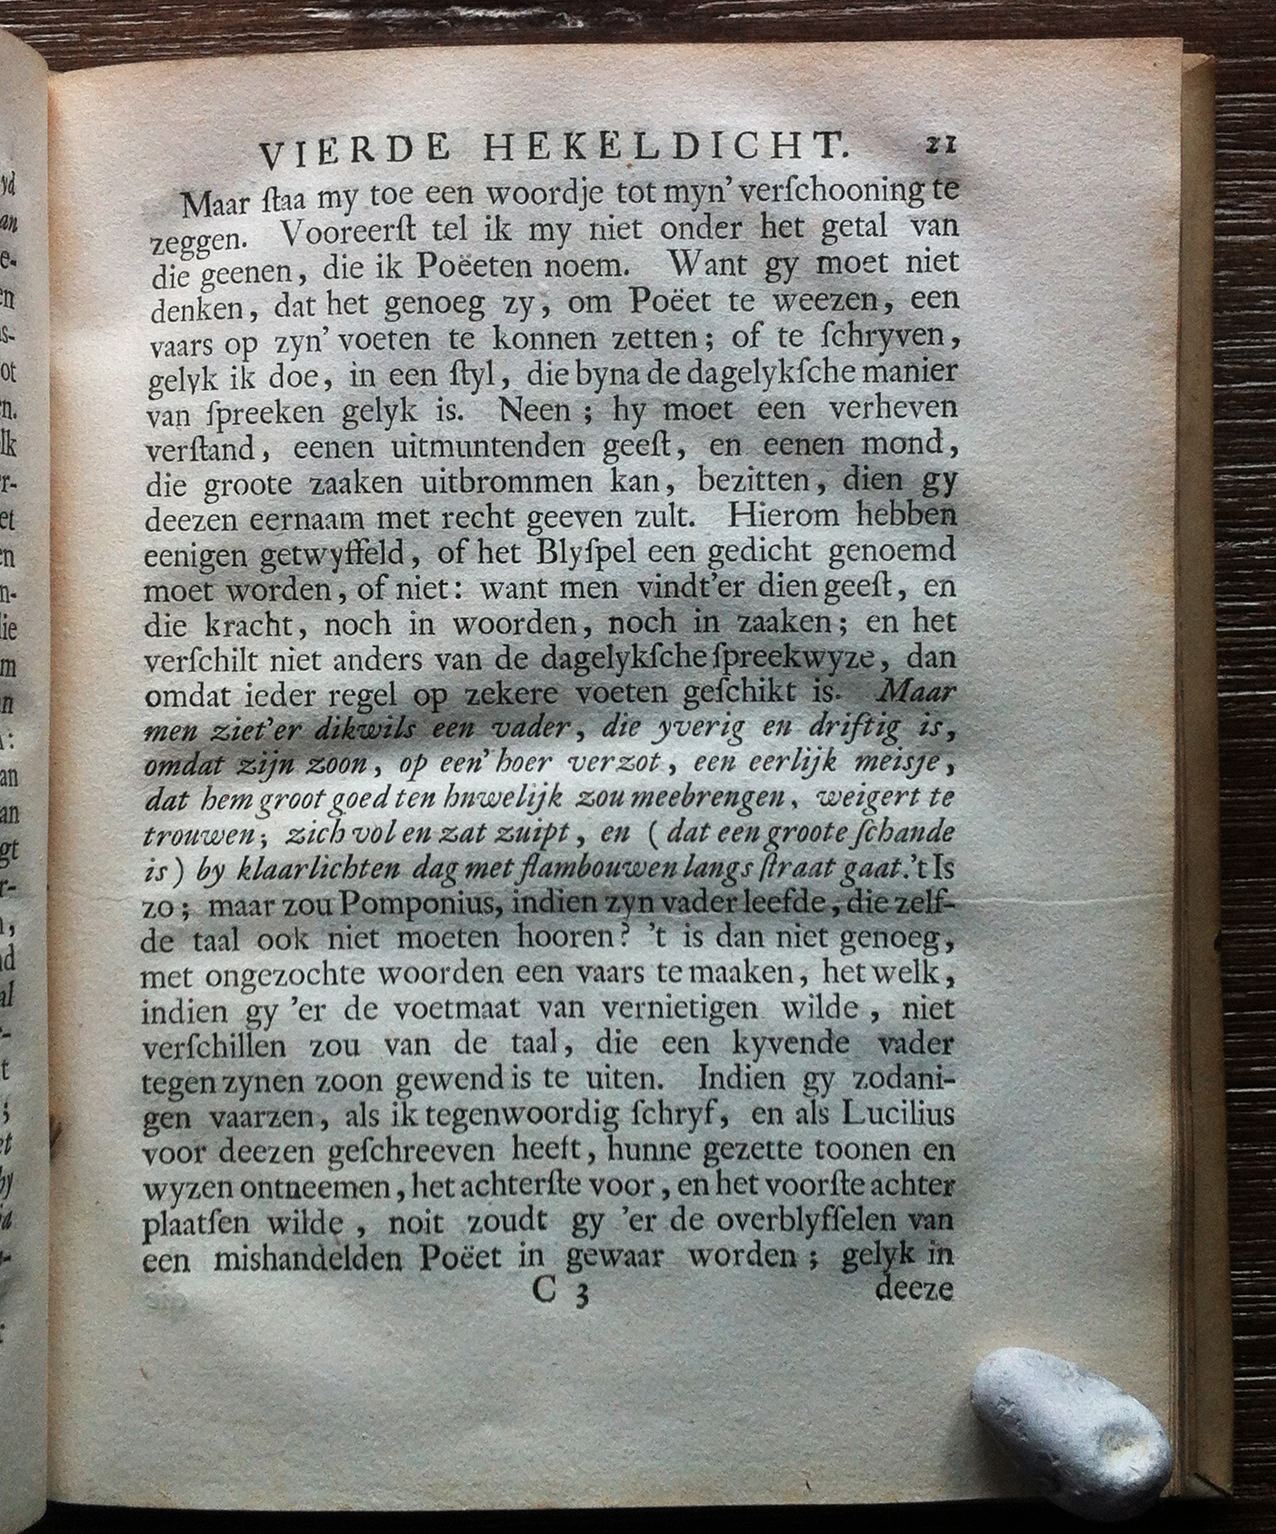 VIERDE HEKELDICHT. 21
Maar ſtaa my toe een woordje tot myn’ verſchooning te
zeggen. Vooreerſt tel ik my niet onder het getal van
die geenen, die ik Poëeten noem. Want gy moet niet
denken, dat het genoeg zy, om Poëet te weezen, een
vaars op zyn’ voeten te konnen zetten; of te ſchryven,
gelyk ik doe, in een ſtyl, die byna de dagelykſche manier
van ſpreeken gelyk is. Neen; hy moet een verheven
verſtand, eenen uitmuntenden geeſt, en eenen mond,
die groote zaaken uitbrommen kan, bezitten, dien gy
deezen eernaam met recht geeven zult. Hierom hebben
eenigen getwyffeld, of het Blyſpel een gedicht genoemd
moet worden, of niet: want men vindt’er dien geeſt, en
die kracht, noch in woorden, noch in zaaken; en het
verſchilt niet anders van de dagelykſche ſpreekwyze, dan
omdat ieder regel op zekere voeten geſchikt is. Maar
men ziet’er dikwils een vader, die yverig en driftig is,
omdat zijn zoon, op een’ hoer verzot, een eerlijk meisje,
dat hem groot goed ten huwelijk zou meebrengen, weigert te
trouwen; zich vol en zat zuipt, en (dat een groote ſchande
is) by klaarlichten dag met flambouwen langs ſtraat gaat. ’t Is
zo; maar zou Pomponius, indien zyn vader leefde, die zelf-
de taal ook niet moeten hooren? ’t is dan niet genoeg,
met ongezochte woorden een vaars te maaken, het welk,
indien gy ’er de voetmaat van vernietigen wilde, niet
verſchillen zou van de taal, die een kyvende vader
tegen zynen zoon gewend is te uiten. Indien gy zodani-
gen vaarzen, als ik tegenwoordig ſchryf, en als Lucilius
voor deezen geſchreeven heeft, hunne gezette toonen en
wyzen ontneemen, het achterſte voor, en het voorſte achter
plaatſen wilde, noit zoudt gy ’er de overblyfſelen van
een mishandelden Poëet in gewaar worden; gelyk in
C 3 deeze